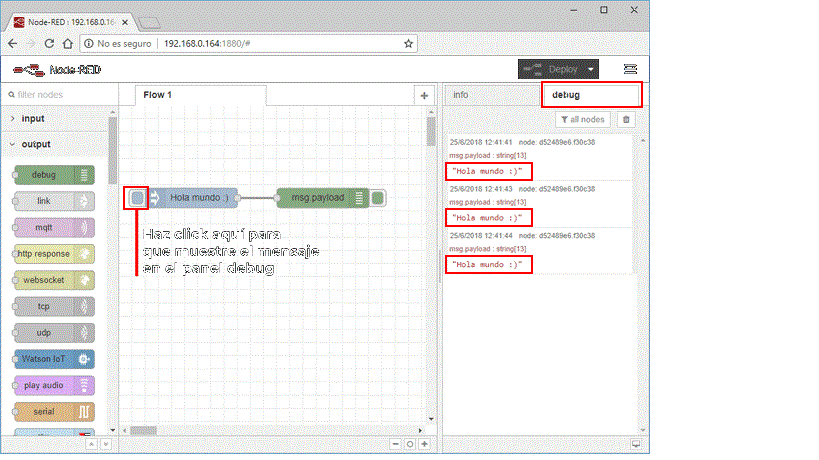 Node-RED : 192.168.0.16
No es seguro | 192.168.0.164:1880/#
Node-RED
Deploy
filter nodes
Flow 1
info
debug
input
output
all nodes
debug
link
mqtt
http response
websocket
tcp
udp
Watson IoT
play audio
serial
Hola mundo :)
msg.payload
Haz click aquí para
que muestre el mensaje
en el panel debug
25/6/2018 12:41:41 node: d52489e6.f30c38
msg.payload : string[13]
"Hola mundo :)"
25/6/2018 12:41:43 node: d52489e6.f30c38
msg.payload : string[13]
"Hola mundo :)"
25/6/2018 12:41:44 node: d52489e6.f30c38
msg.payload : string[13]
"Hola mundo :)"